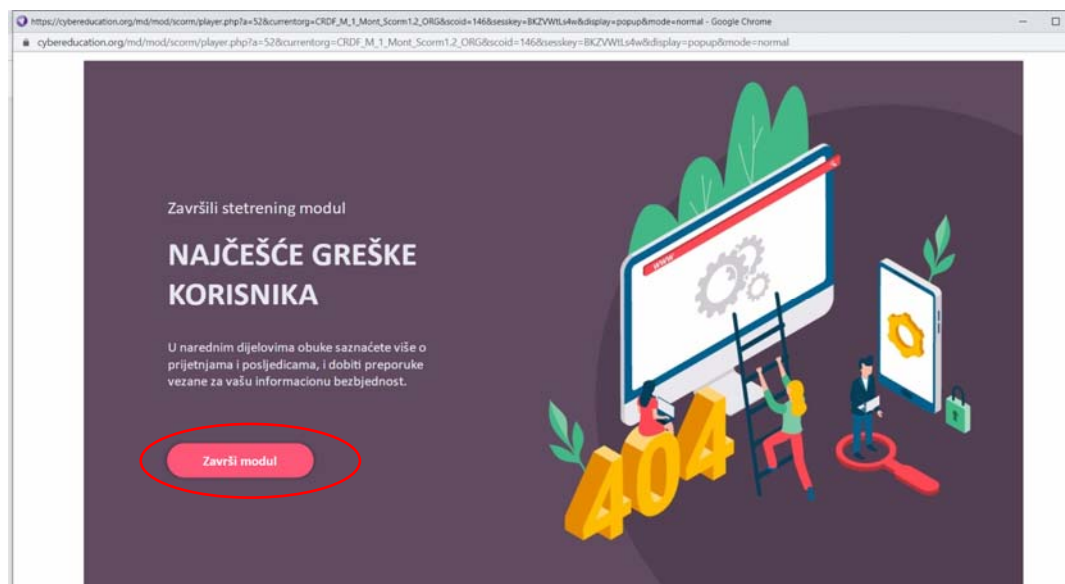 https://cybereducation.org/md/mod/scorm/player.php?a=52&currentorg=CRDF_M_1_Mont_Scorm1.2_ORG&scoid=146&sesskey=BKZVWtLs4w&display=popup&mode=normal - Google Chrome
cybereducation.org/md/mod/scorm/player.php?a=52&currentorg=CRDF_M_1_Mont_Scorm1.2_ORG&scoid=146&sesskey=BKZVWtLs4w&display=popup&mode=normal
Završili stetrening modul
NAJČEŠĆE GREŠKE
KORISNIKA
U narednim dijelovima obuke saznaćete više o
prijetnjama i posljedicama, i dobiti preporuke
vezane za vašu informacionu bezbjednost.
Završi modul
WWW
404